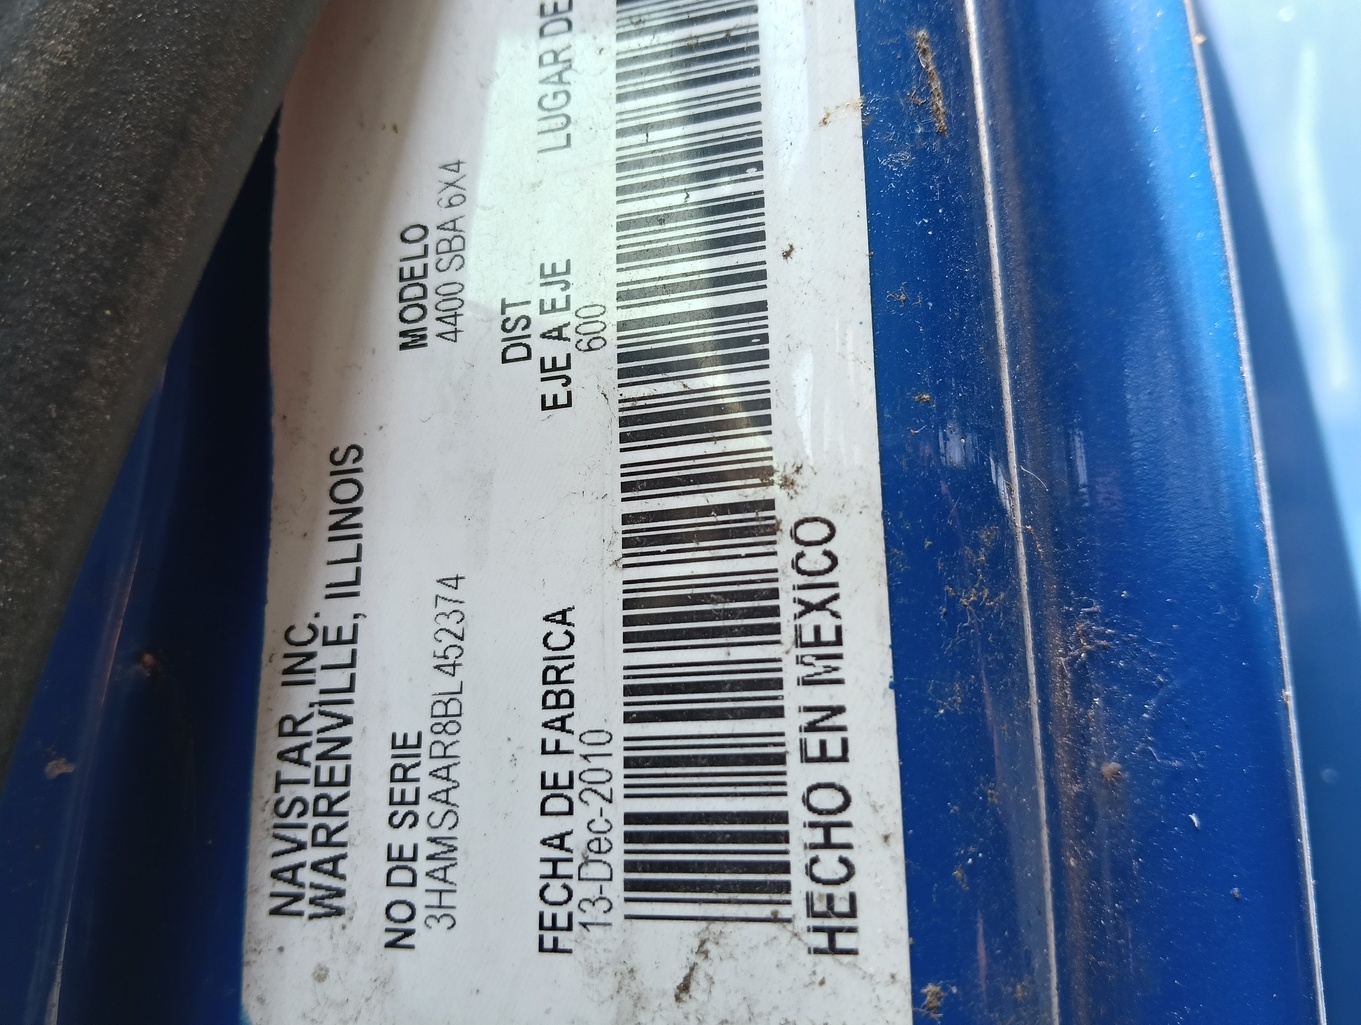 NAVISTAR, INC.
WARRENVILLE, ILLINOIS
NO DE SERIE MODELO
3HAMSAAR8BL452374 4400 SBA 6X4
DIST
FECHA DE FABRICA EJE A EJE LUGAR DE
13-Dec-2010 600
HECHO EN MEXICO